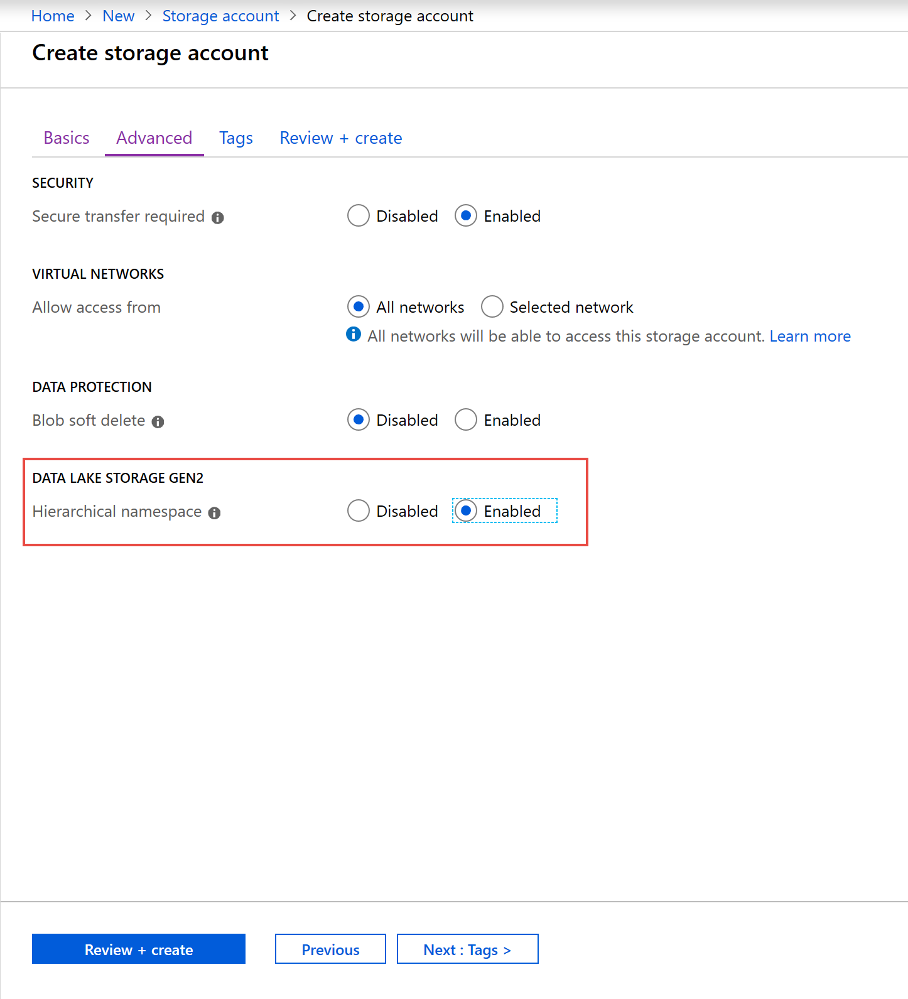 Home > New > Storage account > Create storage account
Create storage account
Basics Advanced Tags Review + create
SECURITY
Secure transfer required Disabled Enabled
VIRTUAL NETWORKS
Allow access from All networks Selected network
All networks will be able to access this storage account. Learn more
DATA PROTECTION
Blob soft delete Disabled Enabled
DATA LAKE STORAGE GEN2
Hierarchical namespace Disabled Enabled
Review + create Previous Next : Tags >